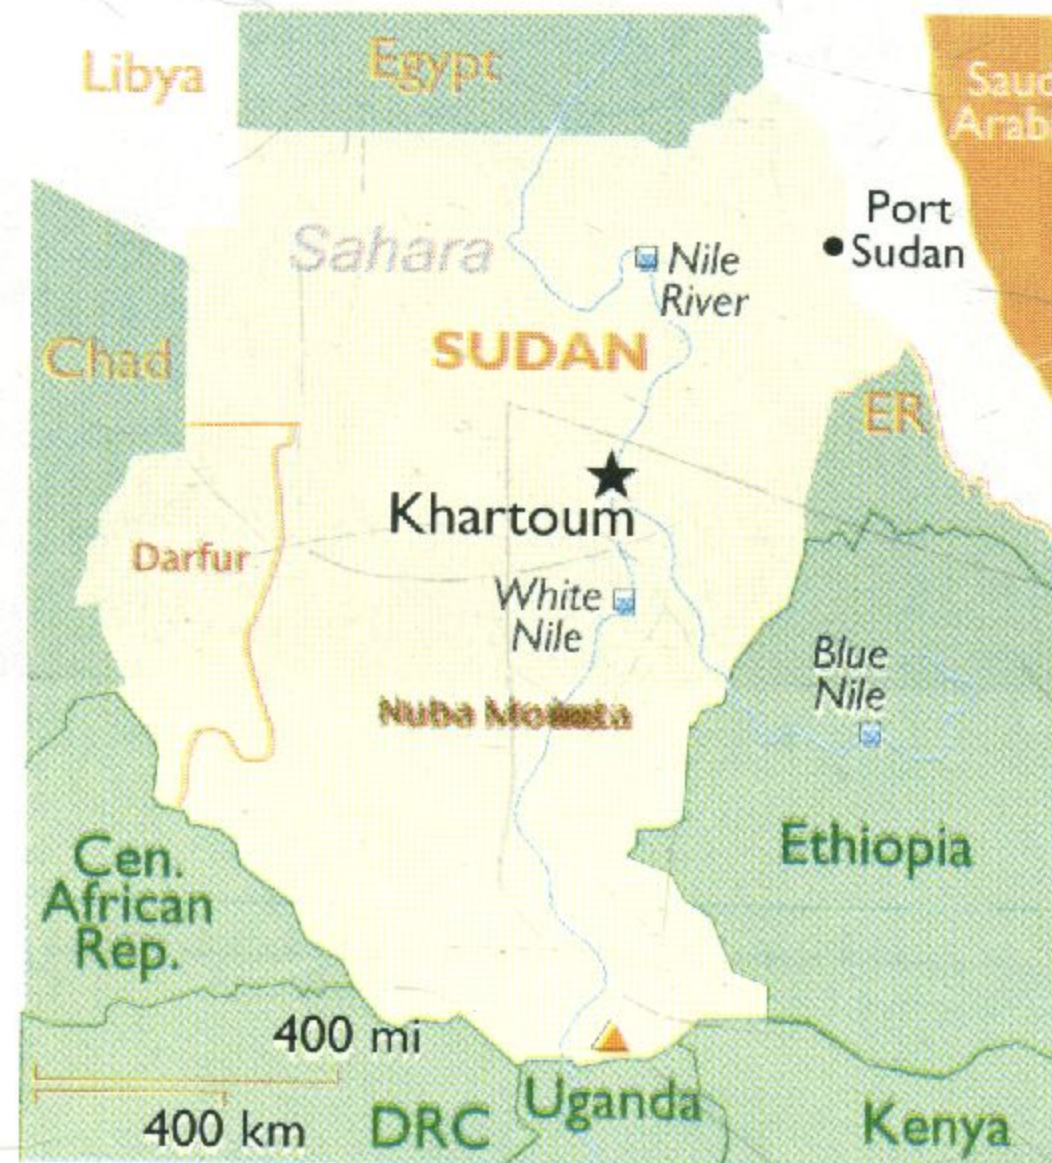 Libya
Egypt
Saud
Arab
Port
Sudan
Sahara
Nile
River
SUDAN
Chad
ER
Khartoum
Darfur
White
Nile
Blue
Nile
Nuba
Ethiopia
Cen.
African
Rep.
400 mi
400 km
DRC
Uganda
Kenya